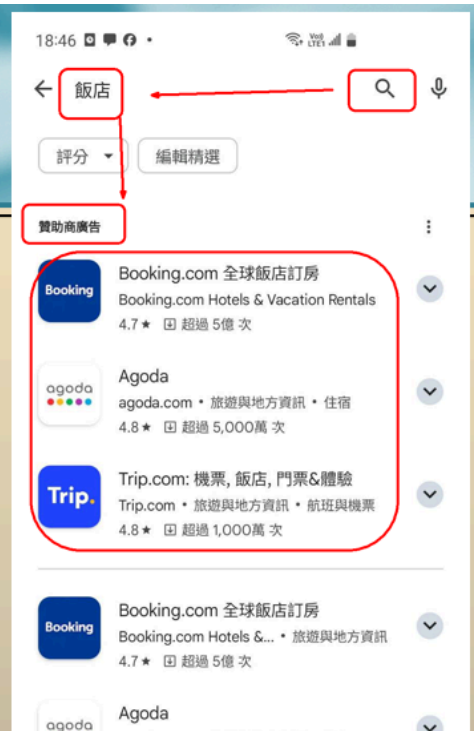 18:46
Vo)) LTE1
飯店
評分
編輯精選
贊助商廣告
Booking
Booking.com 全球飯店訂房
Booking.com Hotels & Vacation Rentals
4.7★ 超過 5億 次
agoda
Agoda
agoda.com • 旅遊與地方資訊 • 住宿
4.8★ 超過 5,000萬 次
Trip.
Trip.com: 機票, 飯店, 門票&體驗
Trip.com • 旅遊與地方資訊 • 航班與機票
4.8★ 超過 1,000萬 次
Booking
Booking.com 全球飯店訂房
Booking.com Hotels &... • 旅遊與地方資訊
4.7★ 超過 5億 次
agoda
Agoda